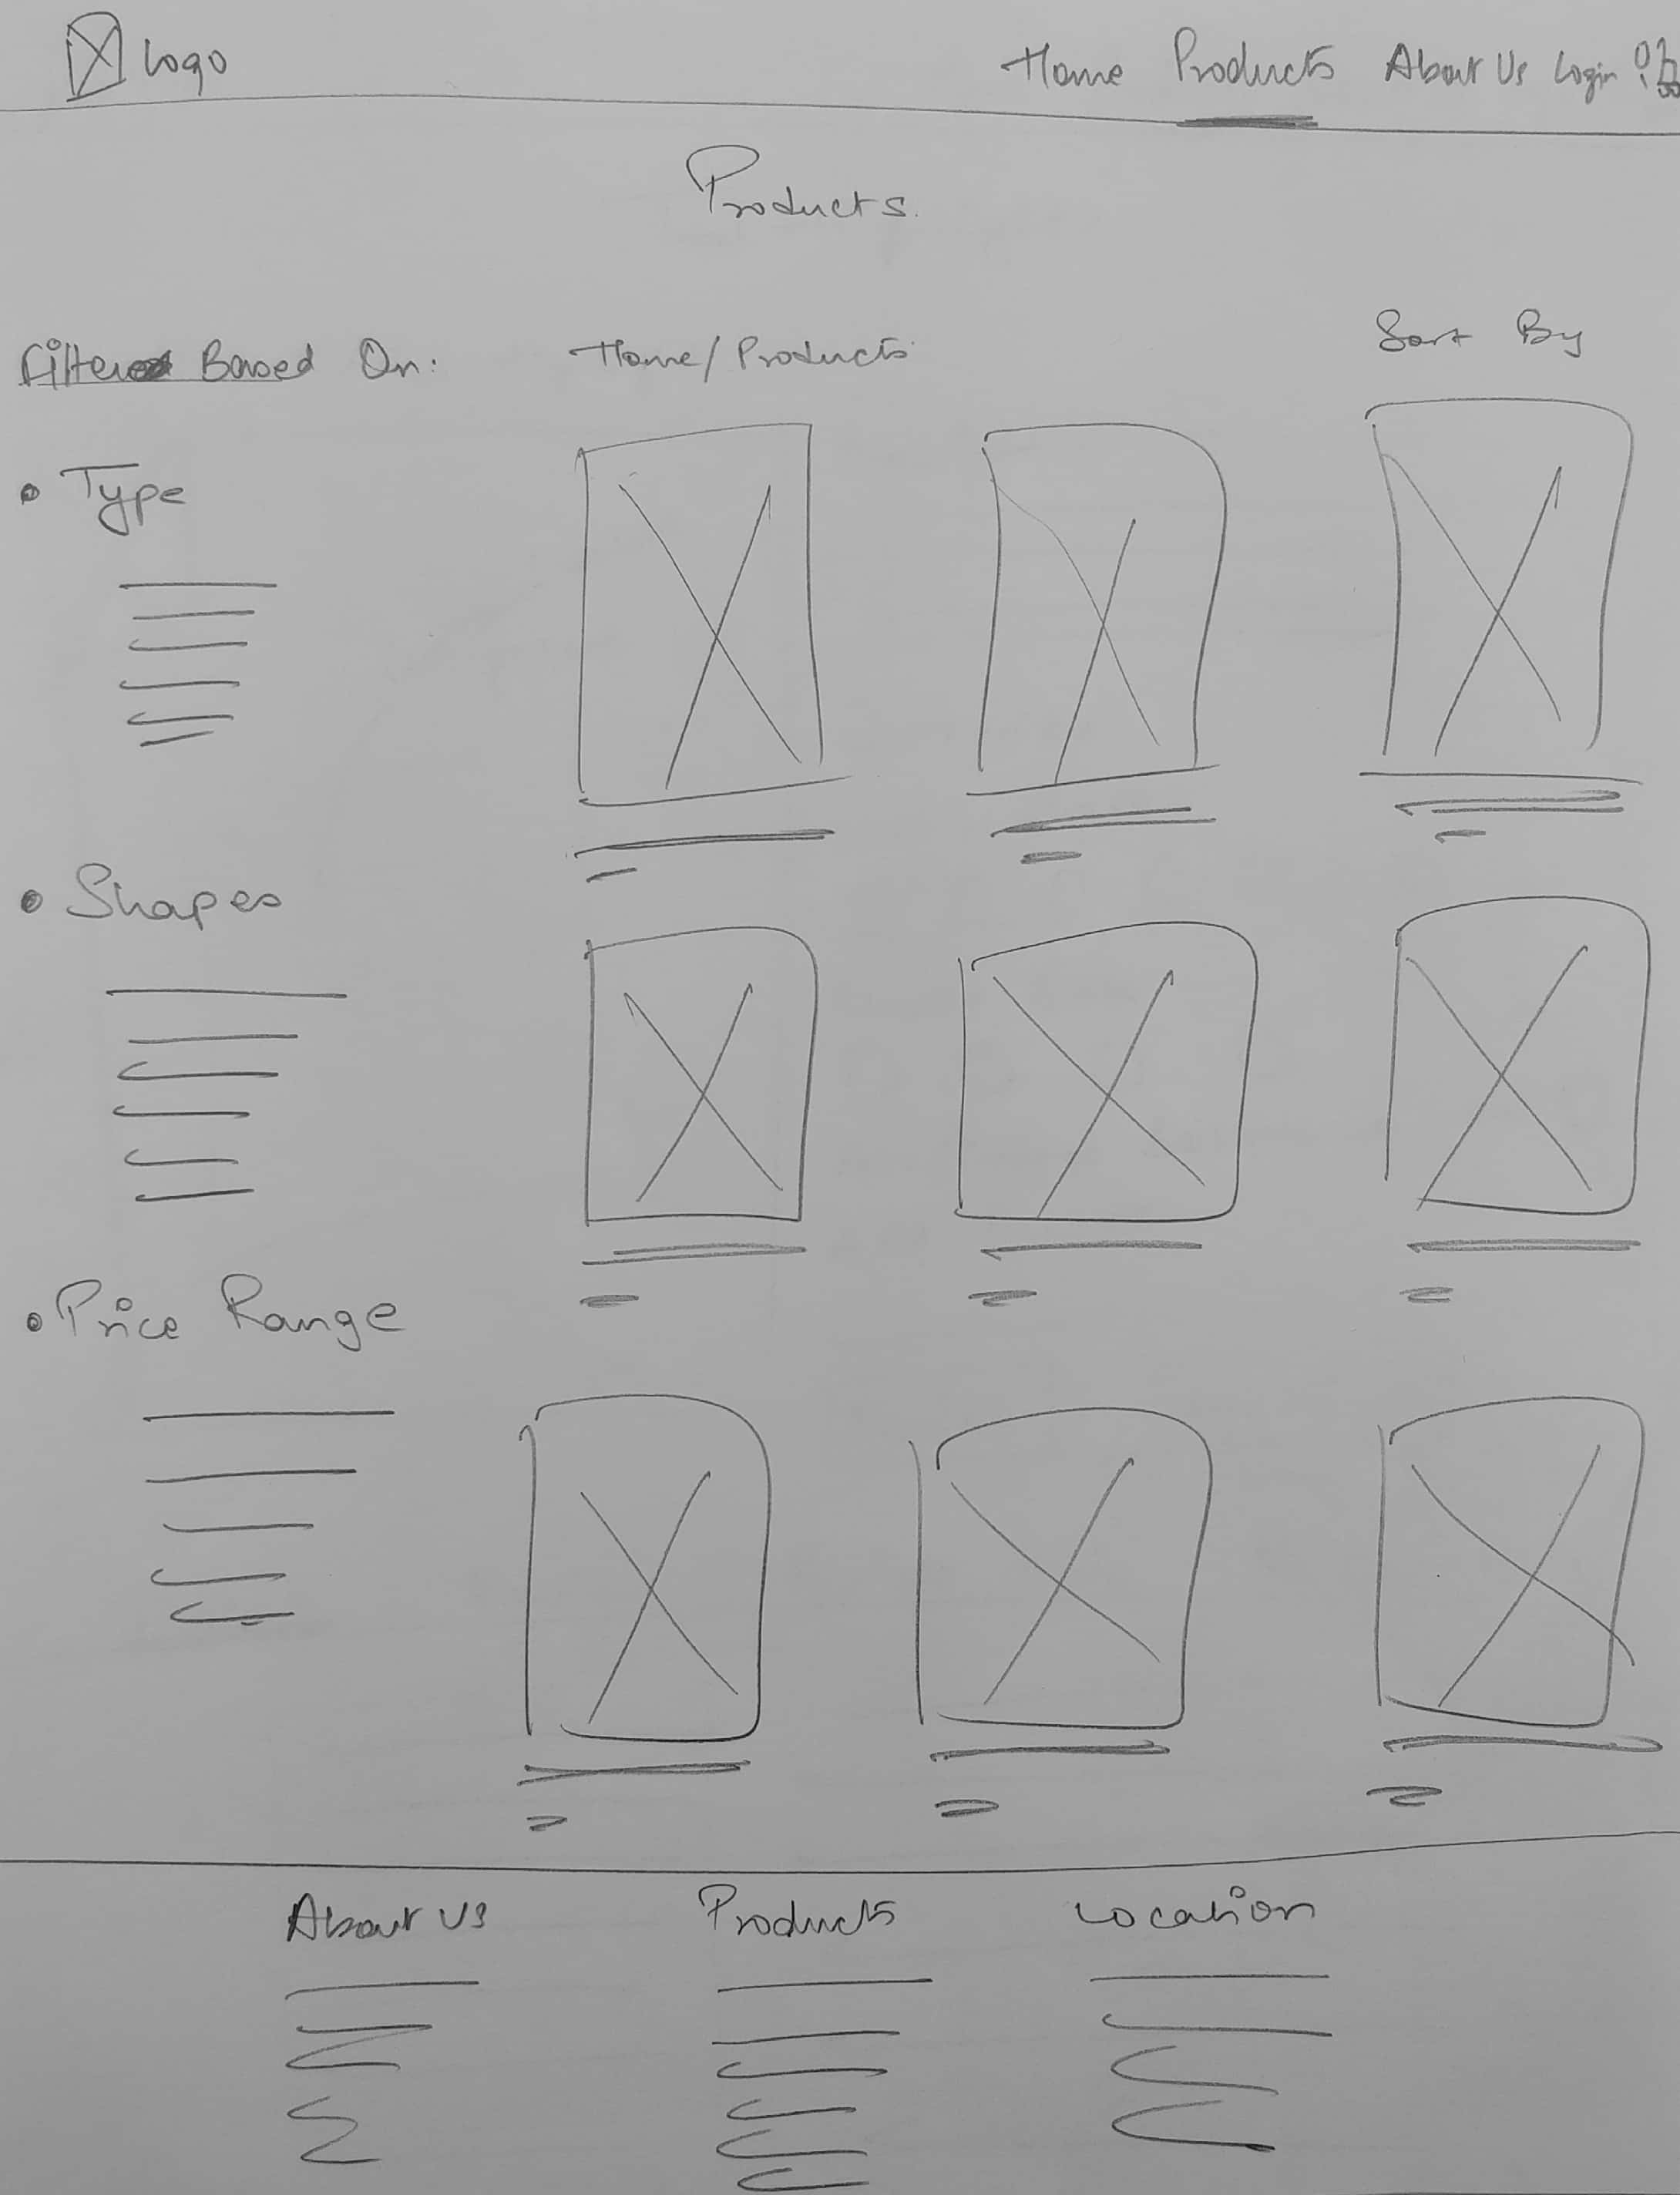 Logo
Home Products About Us Login
Products
Filter Based On:
Home/Products
Sort By
Type
Shapes
Price Range
About Us
Products
Location